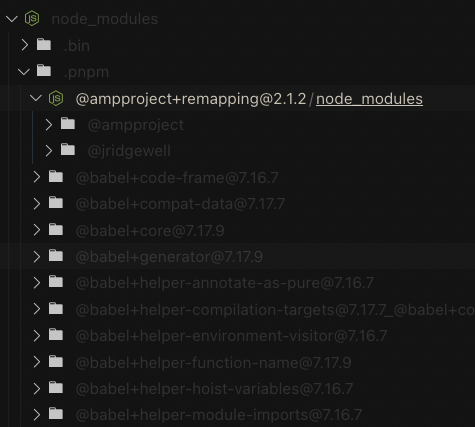 node_modules
.bin
.pnpm
@ampproject+remapping@2.1.2/node_modules
@ampproject
@jridgewell
@babel+code-frame@7.16.7
@babel+compat-data@7.17.7
@babel+core@7.17.9
@babel+generator@7.17.9
@babel+helper-annotate-as-pure@7.16.7
@babel+helper-compilation-targets@7.17.7_@babel+co
@babel+helper-environment-visitor@7.16.7
@babel+helper-function-name@7.17.9
@babel+helper-hoist-variables@7.16.7
@babel+helper-module-imports@7.16.7